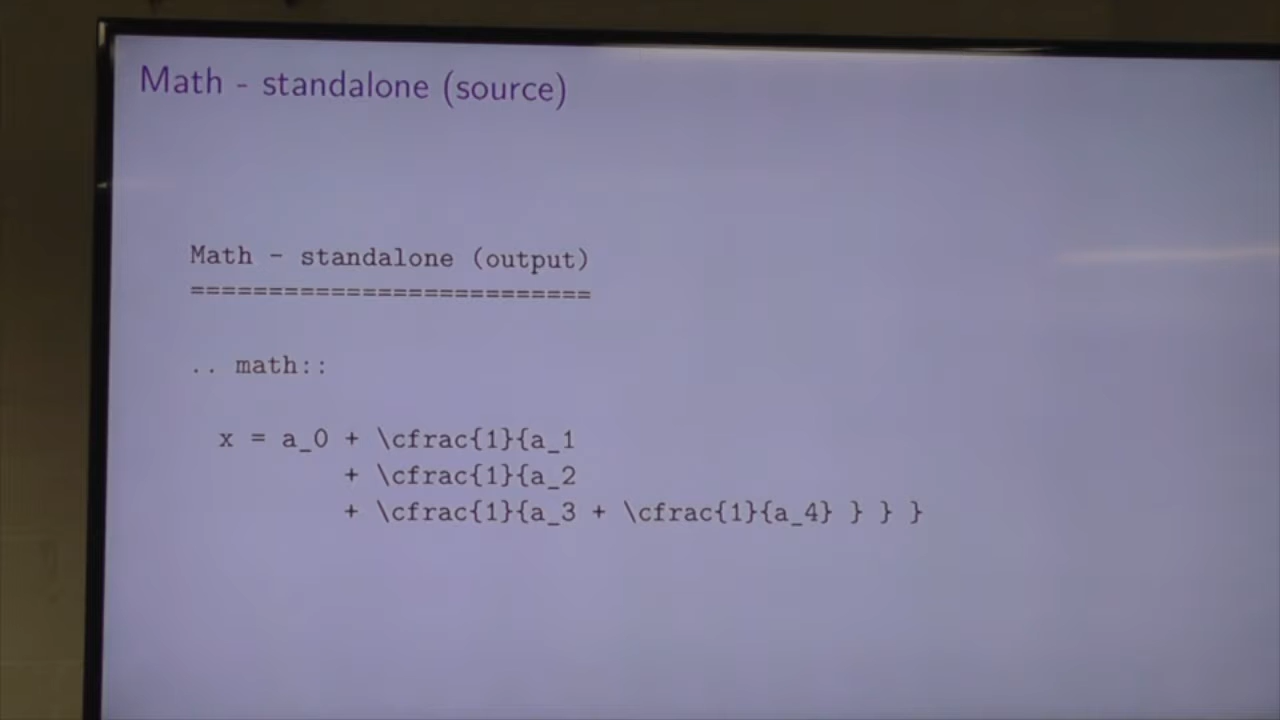 Math - standalone (source)
Math - standalone (output)
==========================
.. math::
x = a_0 + \cfrac{1}{a_1
+ \cfrac{1}{a_2
+ \cfrac{1}{a_3 + \cfrac{1}{a_4} } } }